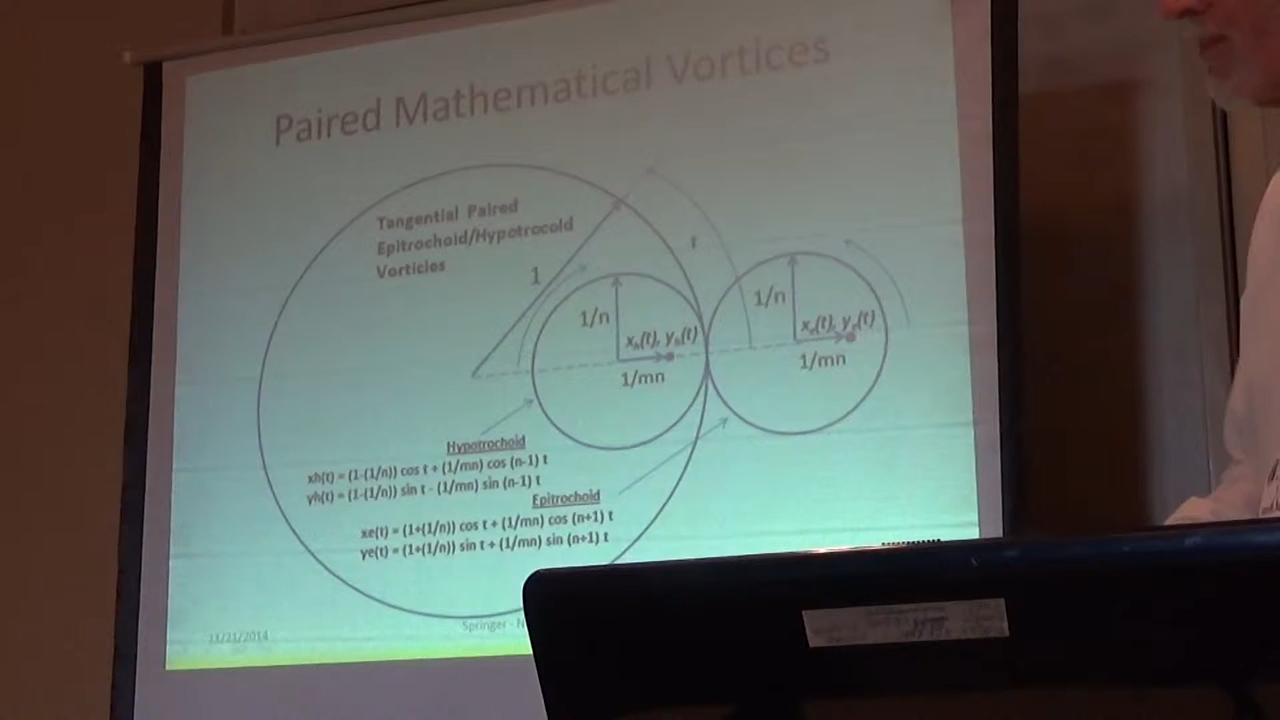 Paired Mathematical Vortices
Tangential Paired
Epitrochoid/Hypotrocoid
Vorticies
1
t
1/n
xₕ(t), yₕ(t)
1/mn
1/n
xₑ(t), yₑ(t)
1/mn
Hypotrochoid
xh(t) = (1-(1/n)) cos t + (1/mn) cos (n-1) t
yh(t) = (1-(1/n)) sin t - (1/mn) sin (n-1) t
Epitrochoid
xe(t) = (1+(1/n)) cos t + (1/mn) cos (n+1) t
ye(t) = (1+(1/n)) sin t + (1/mn) sin (n+1) t
11/21/2014
Springer -